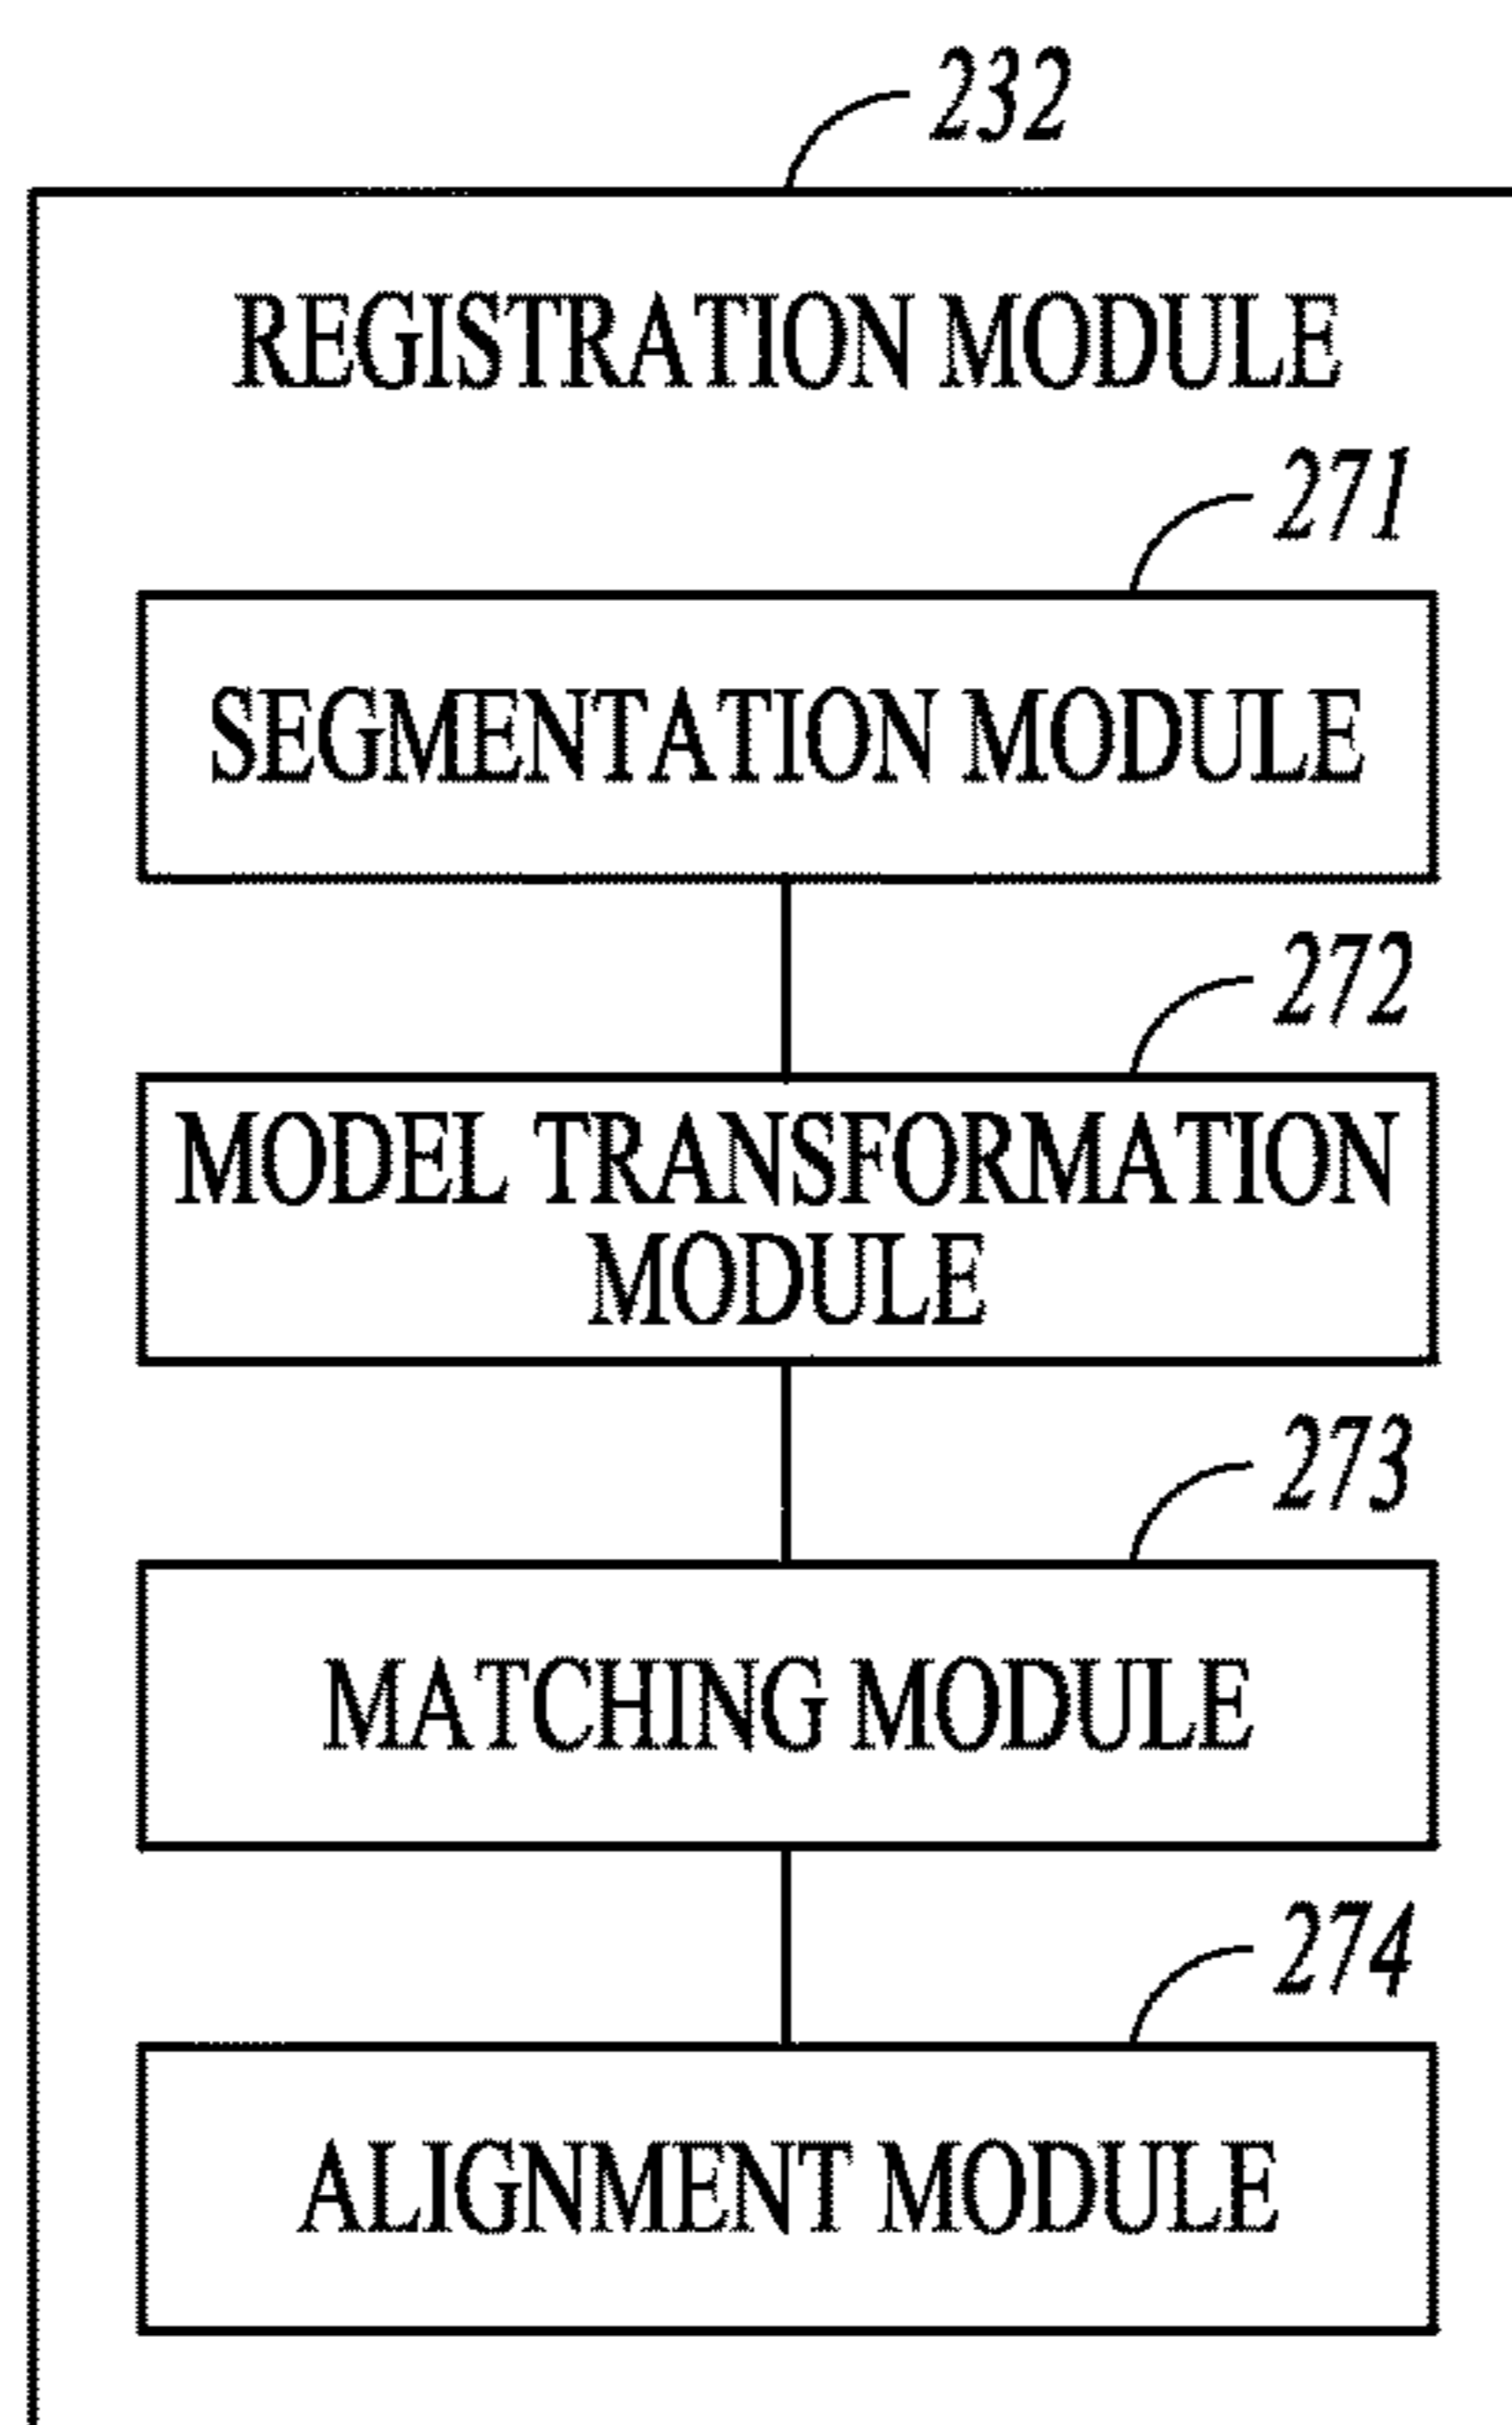 232
REGISTRATION MODULE
271
SEGMENTATION MODULE
272
MODEL TRANSFORMATION
MODULE
273
MATCHING MODULE
274
ALIGNMENT MODULE